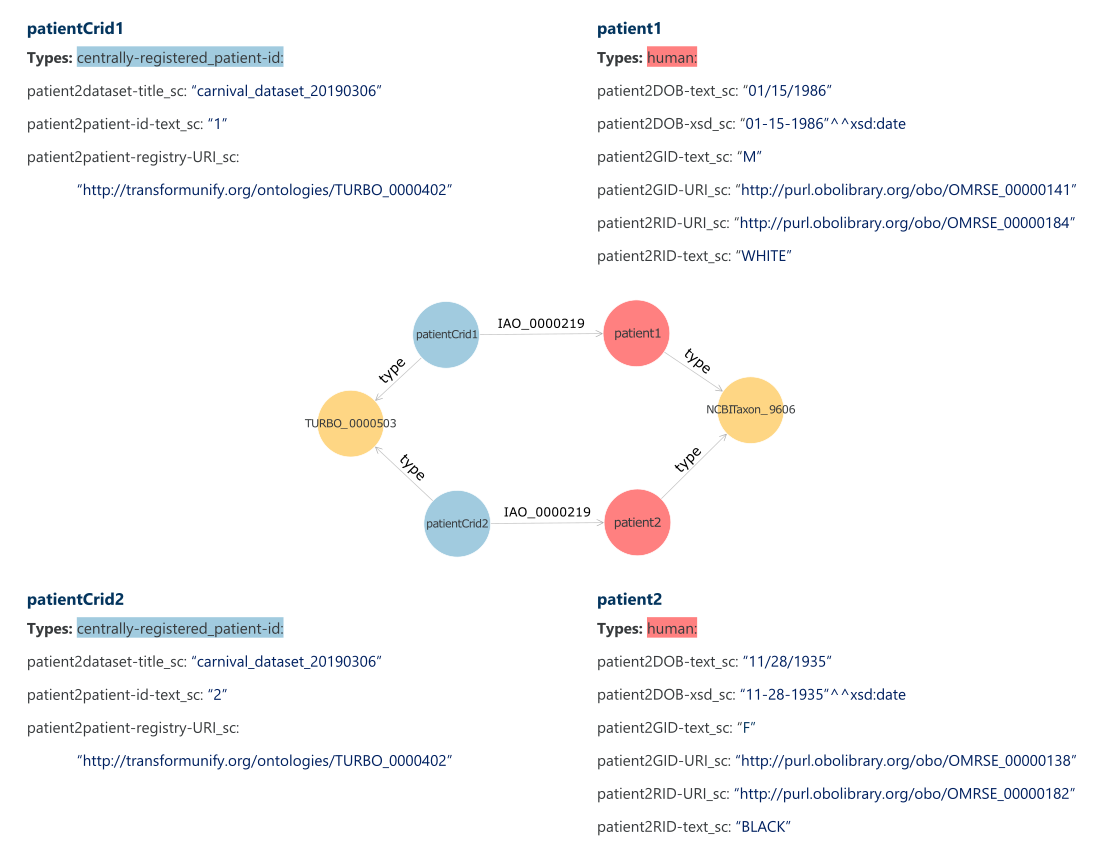 patientCrid1
Types: centrally-registered_patient-id:
patient2dataset-title_sc: “carnival_dataset_20190306”
patient2patient-id-text_sc: “1”
patient2patient-registry-URI_sc:
“http://transformunify.org/ontologies/TURBO_0000402”
patient1
Types: human:
patient2DOB-text_sc: “01/15/1986”
patient2DOB-xsd_sc: “01-15-1986”^^xsd:date
patient2GID-text_sc: “M”
patient2GID-URI_sc: “http://purl.obolibrary.org/obo/OMRSE_00000141”
patient2RID-URI_sc: “http://purl.obolibrary.org/obo/OMRSE_00000184”
patient2RID-text_sc: “WHITE”
patientCrid1
IAO_0000219
patient1
type
type
TURBO_0000503
NCBITaxon_9606
type
type
patientCrid2
IAO_0000219
patient2
patientCrid2
Types: centrally-registered_patient-id:
patient2dataset-title_sc: “carnival_dataset_20190306”
patient2patient-id-text_sc: “2”
patient2patient-registry-URI_sc:
“http://transformunify.org/ontologies/TURBO_0000402”
patient2
Types: human:
patient2DOB-text_sc: “11/28/1935”
patient2DOB-xsd_sc: “11-28-1935”^^xsd:date
patient2GID-text_sc: “F”
patient2GID-URI_sc: “http://purl.obolibrary.org/obo/OMRSE_00000138”
patient2RID-URI_sc: “http://purl.obolibrary.org/obo/OMRSE_00000182”
patient2RID-text_sc: “BLACK”